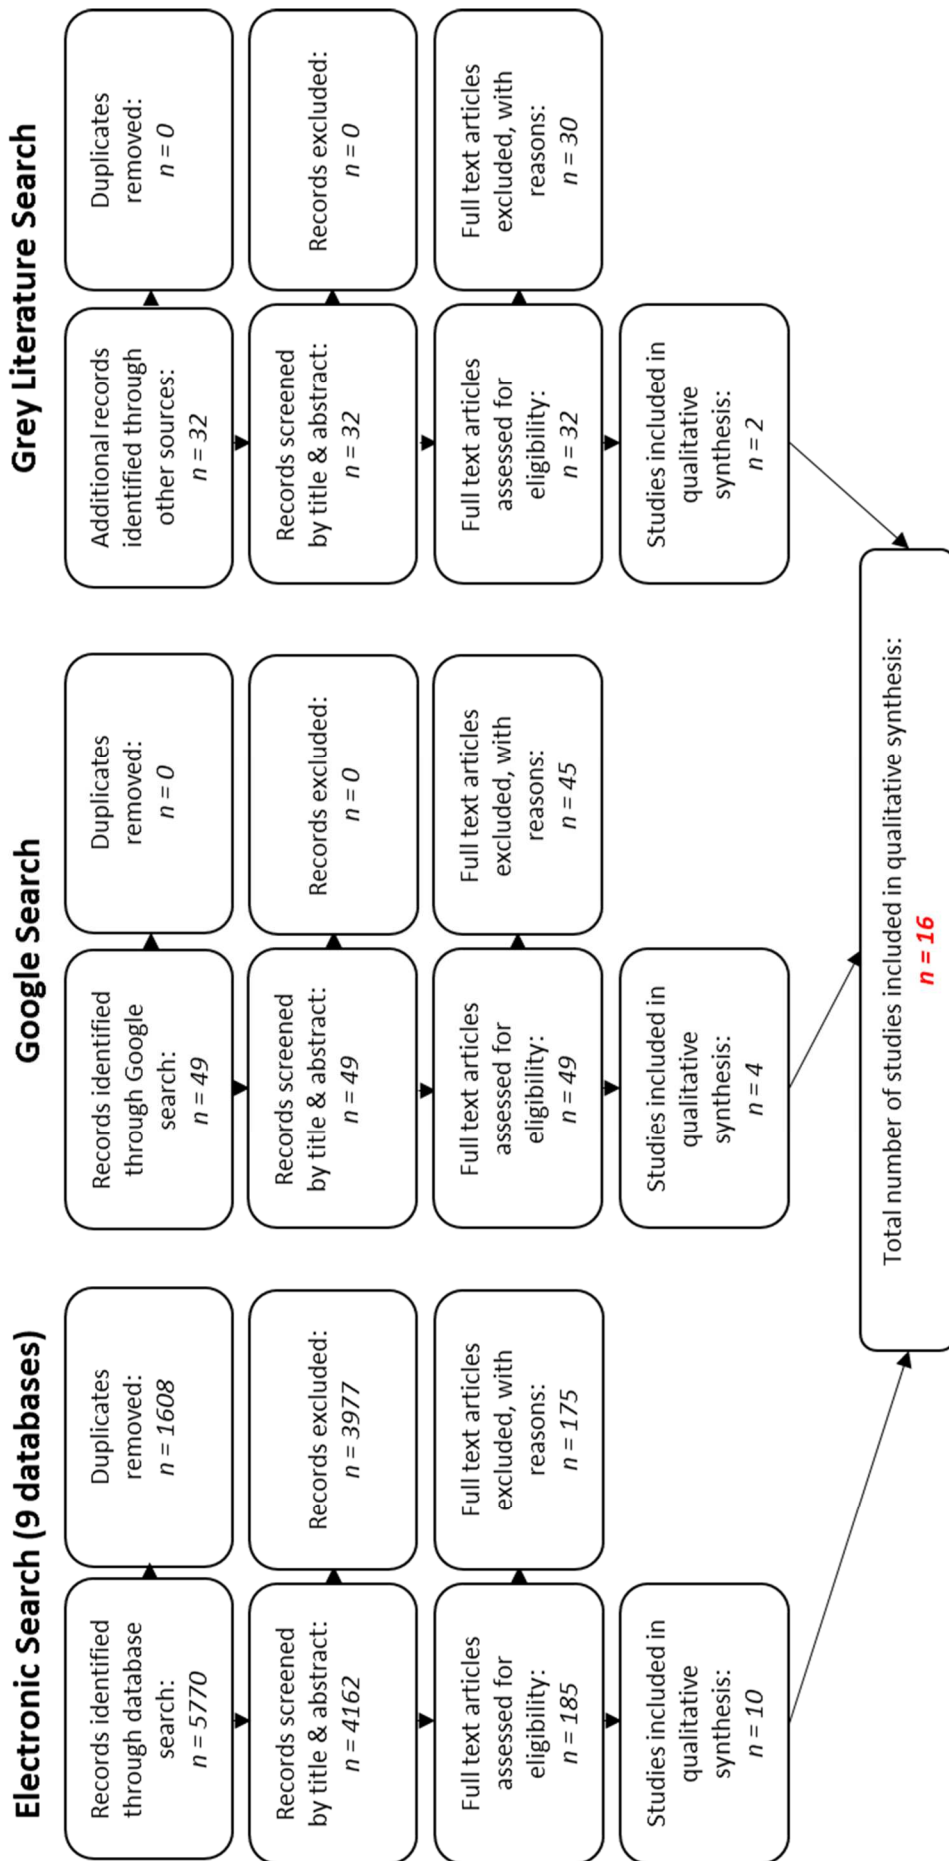 Electronic Search (9 databases)
Records identified
through database
search:
n = 5770
Duplicates
removed:
n = 1608
Records screened
by title & abstract:
n = 4162
Records excluded:
n = 3977
Full text articles
assessed for
eligibility:
n = 185
Full text articles
excluded, with
reasons:
n = 175
Studies included in
qualitative
synthesis:
n = 10
Google Search
Records identified
through Google
search:
n = 49
Duplicates
removed:
n = 0
Records screened
by title & abstract:
n = 49
Records excluded:
n = 0
Full text articles
assessed for
eligibility:
n = 49
Full text articles
excluded, with
reasons:
n = 45
Studies included in
qualitative
synthesis:
n = 4
Grey Literature Search
Additional records
identified through
other sources:
n = 32
Duplicates
removed:
n = 0
Records screened
by title & abstract:
n = 32
Records excluded:
n = 0
Full text articles
assessed for
eligibility:
n = 32
Full text articles
excluded, with
reasons:
n = 30
Studies included in
qualitative
synthesis:
n = 2
Total number of studies included in qualitative synthesis:
n = 16